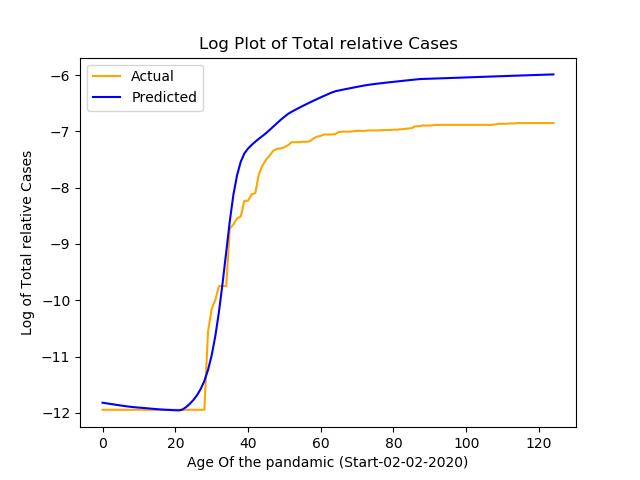 Log Plot of Total relative Cases
Actual
Predicted
Log of Total relative Cases
−6
−7
−8
−9
−10
−11
−12
0 20 40 60 80 100 120
Age Of the pandamic (Start-02-02-2020)